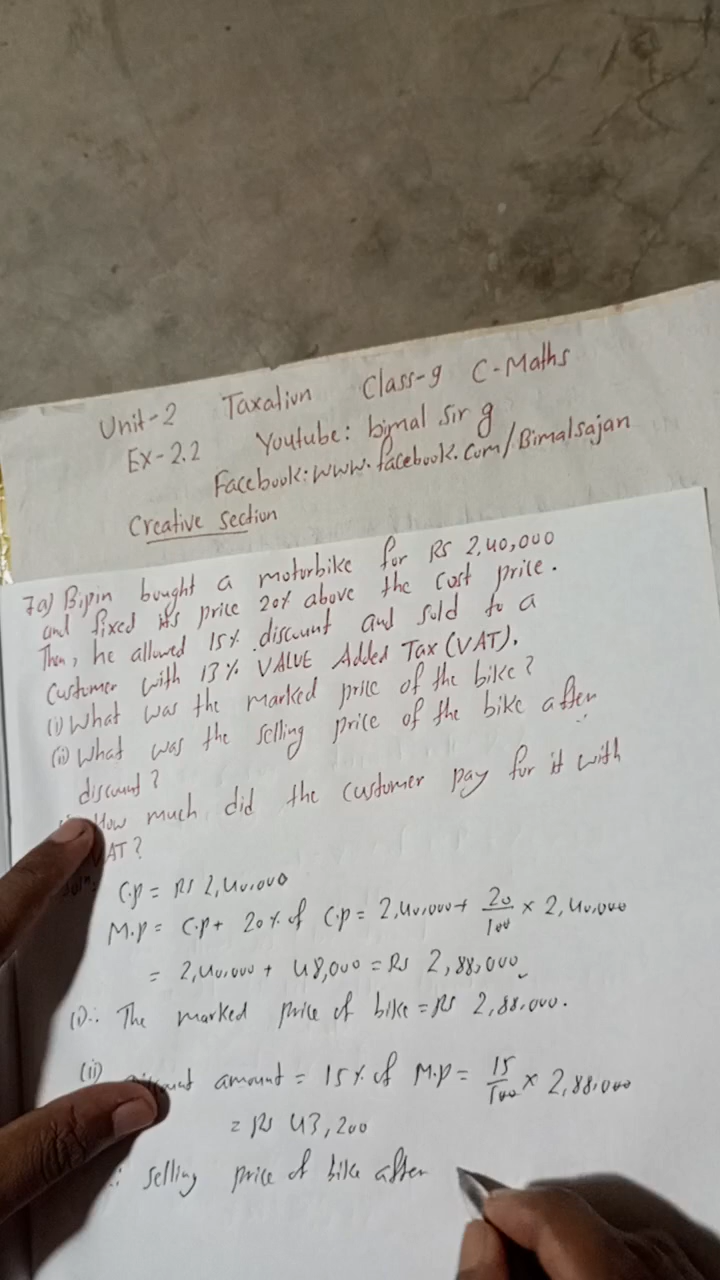 Unit-2 Taxation Class-9 C-Maths
Ex-2.2 Youtube: bimal sir g
Facebook: www.facebook.com/Bimalsajan
Creative section
7a) Bipin bought a motorbike for RS 2,40,000
and fixed its price 20% above the cost price.
Then, he allowed 15% discount and sold to a
customer with 13% VALUE Added Tax (VAT).
(i) What was the marked price of the bike?
(ii) What was the selling price of the bike after
discount?
How much did the customer pay for it with
VAT?
C.p = RS 2,40,000
M.p = C.p + 20% of C.p = 2,40,000 + 20/100 × 2,40,000
= 2,40,000 + 48,000 = Rs 2,88,000
(i) ∴ The marked price of bike = Rs 2,88,000.
(ii) amount = 15% of M.p = 15/100 × 2,88,000
= Rs 43,200
∴ selling price of bike after